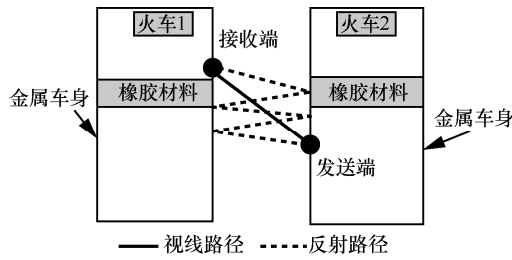 火车1
火车2
接收端
橡胶材料
橡胶材料
金属车身
金属车身
发送端
视线路径
反射路径